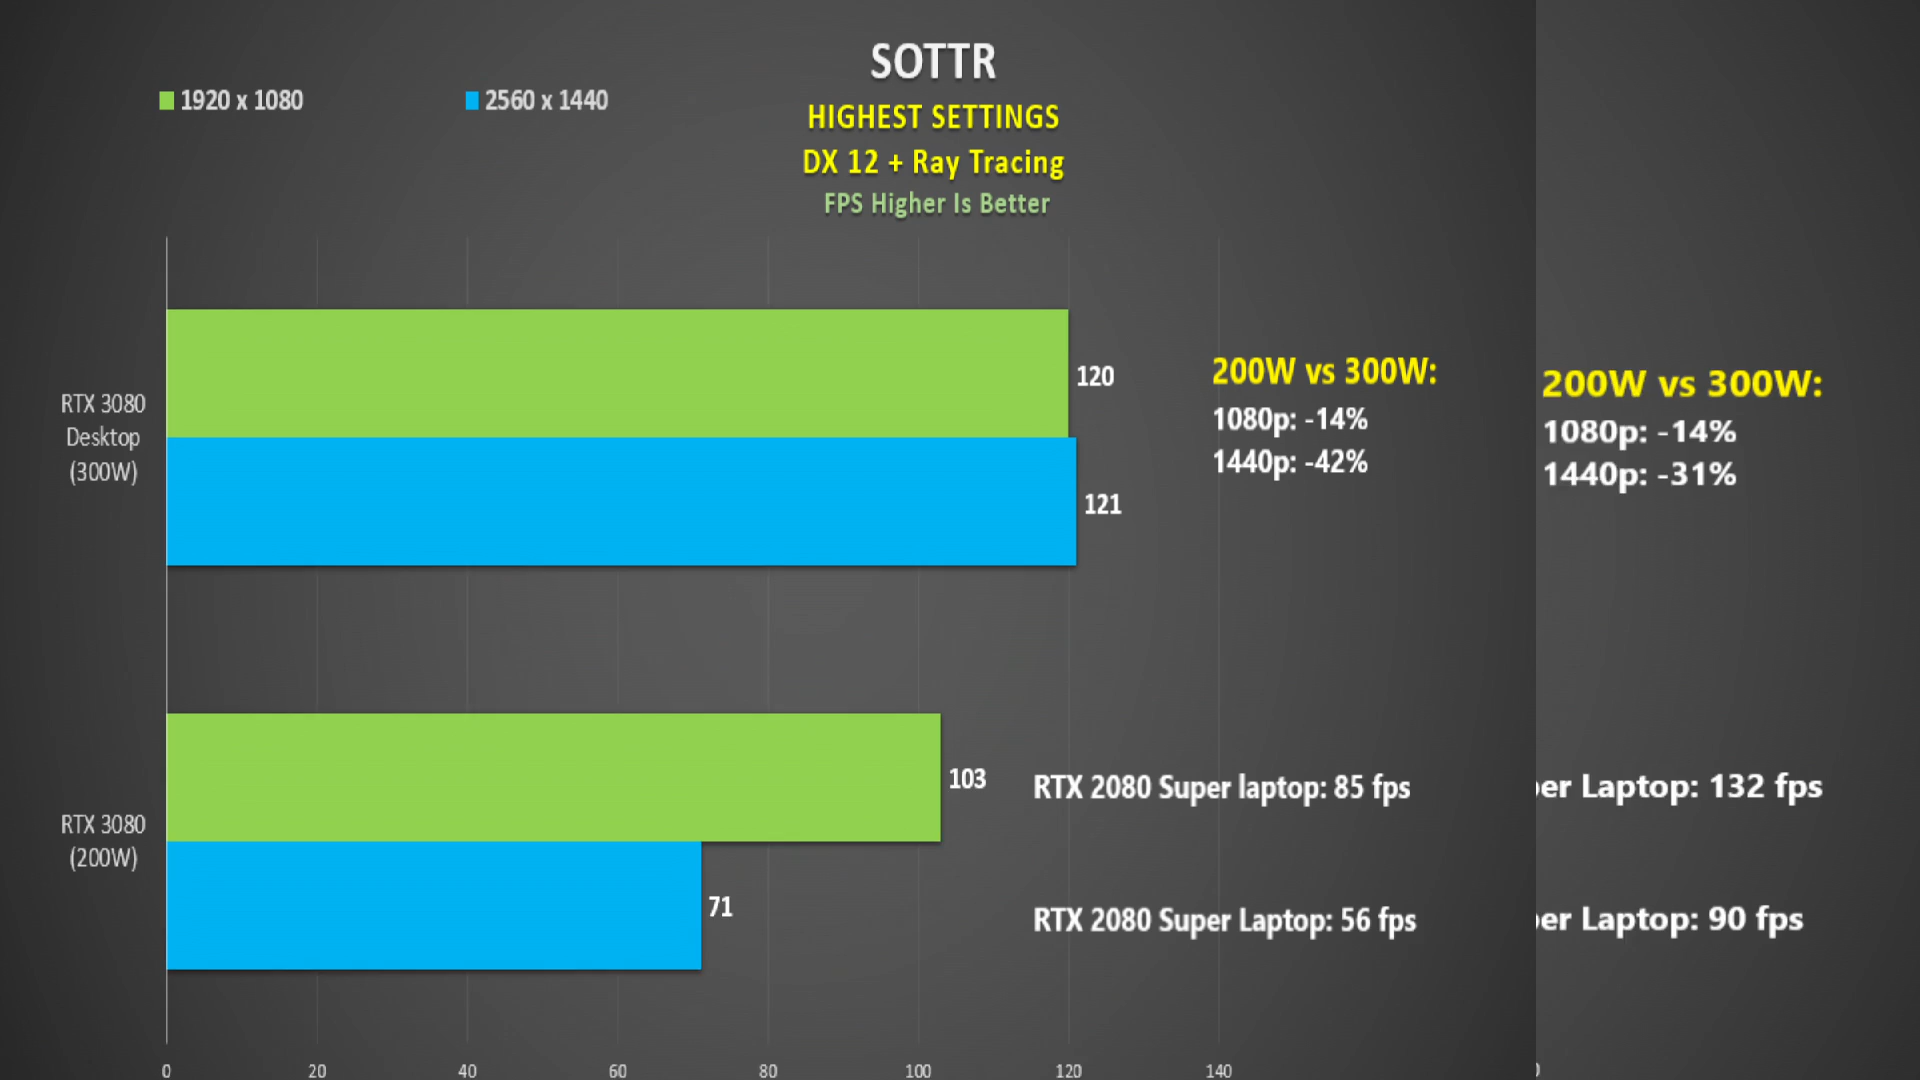 SOTTR
HIGHEST SETTINGS
DX 12 + Ray Tracing
FPS Higher Is Better
1920 x 1080
2560 x 1440
RTX 3080
Desktop
(300W)
120
121
200W vs 300W:
1080p: -14%
1440p: -42%
200W vs 300W:
1080p: -14%
1440p: -31%
RTX 3080
(200W)
103
71
RTX 2080 Super laptop: 85 fps
RTX 2080 Super Laptop: 56 fps
er Laptop: 132 fps
er Laptop: 90 fps
0 20 40 60 80 100 120 140